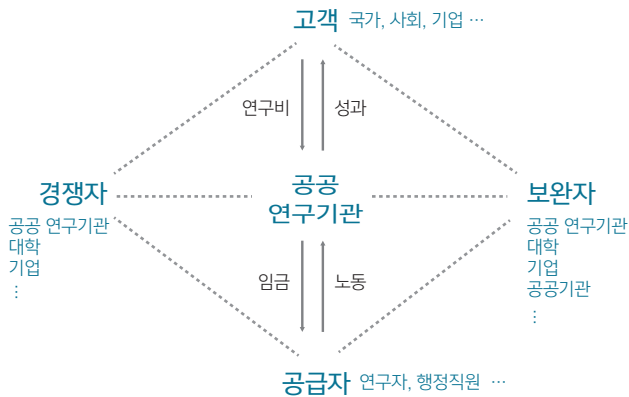 고객 국가, 사회, 기업 …
연구비
성과
경쟁자
공공 연구기관
대학
기업
⋮
공공
연구기관
보완자
공공 연구기관
대학
기업
공공기관
⋮
임금
노동
공급자 연구자, 행정직원 …